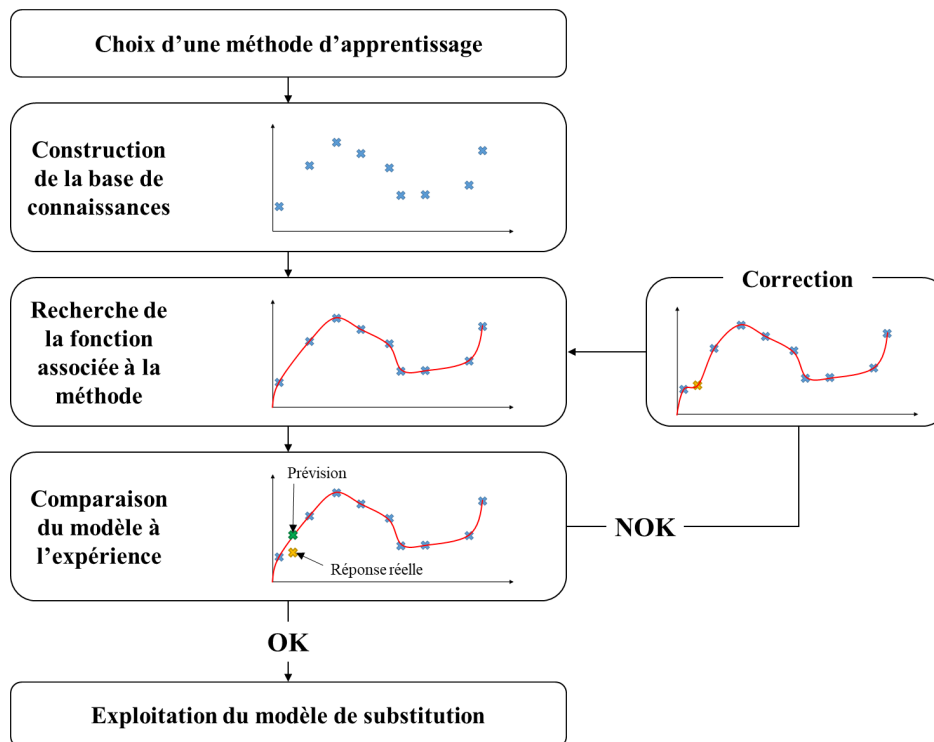 Choix d’une méthode d’apprentissage
Construction
de la base de
connaissances
Recherche de
la fonction
associée à la
méthode
Correction
Comparaison
du modèle à
l’expérience
Prévision
Réponse réelle
NOK
OK
Exploitation du modèle de substitution